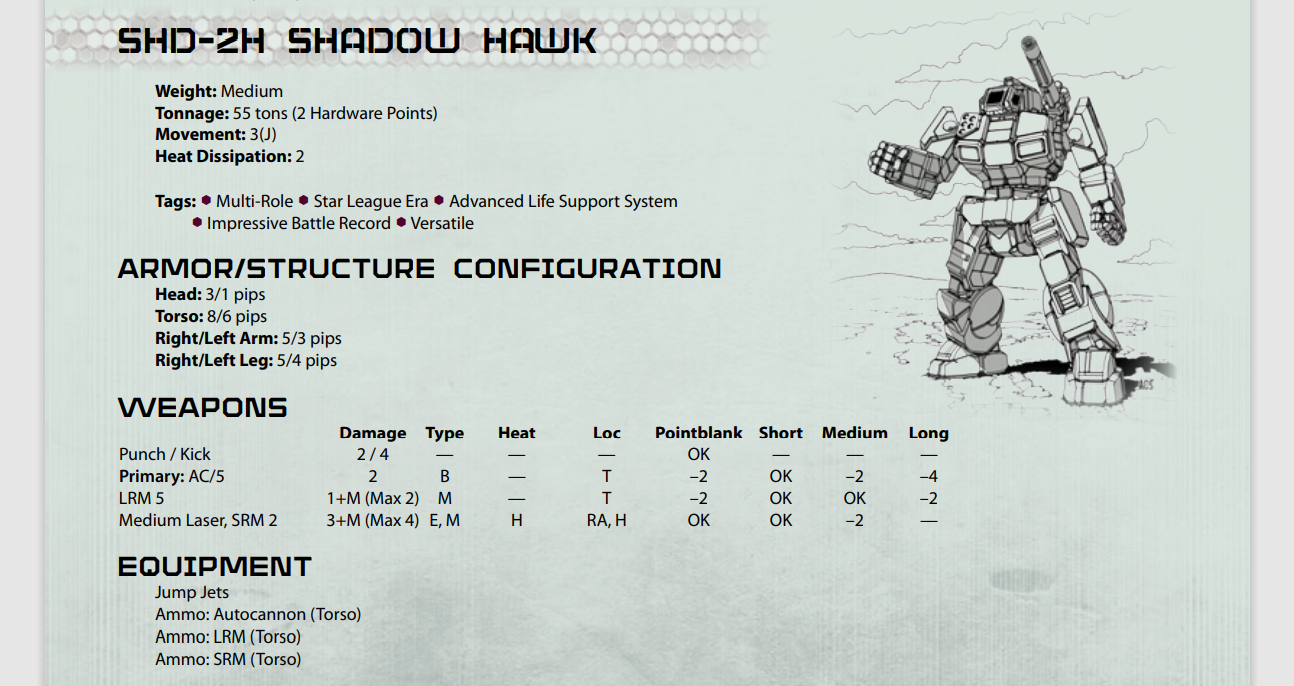 SHD-2H SHADOW HAWK
Weight: Medium
Tonnage: 55 tons (2 Hardware Points)
Movement: 3(J)
Heat Dissipation: 2
Tags: • Multi-Role • Star League Era • Advanced Life Support System
• Impressive Battle Record • Versatile
ARMOR/STRUCTURE CONFIGURATION
Head: 3/1 pips
Torso: 8/6 pips
Right/Left Arm: 5/3 pips
Right/Left Leg: 5/4 pips
WEAPONS
Damage Type Heat Loc Pointblank Short Medium Long
Punch / Kick 2 / 4 — — — OK — — —
Primary: AC/5 2 B — T –2 OK –2 –4
LRM 5 1+M (Max 2) M — T –2 OK OK –2
Medium Laser, SRM 2 3+M (Max 4) E, M H RA, H OK OK –2 —
EQUIPMENT
Jump Jets
Ammo: Autocannon (Torso)
Ammo: LRM (Torso)
Ammo: SRM (Torso)